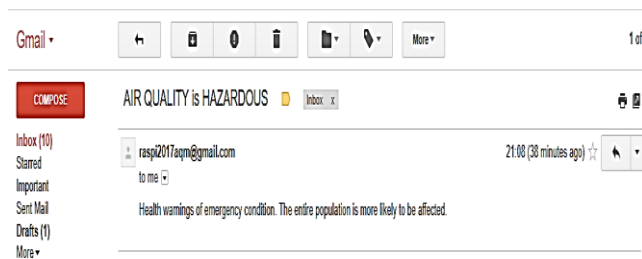 Gmail
More
1 of
COMPOSE
AIR QUALITY is HAZARDOUS
Inbox x
Inbox (10)
Starred
Important
Sent Mail
Drafts (1)
More
raspi2017aqm@gmail.com
21:08 (38 minutes ago)
to me
Health warnings of emergency condition. The entire population is more likely to be affected.